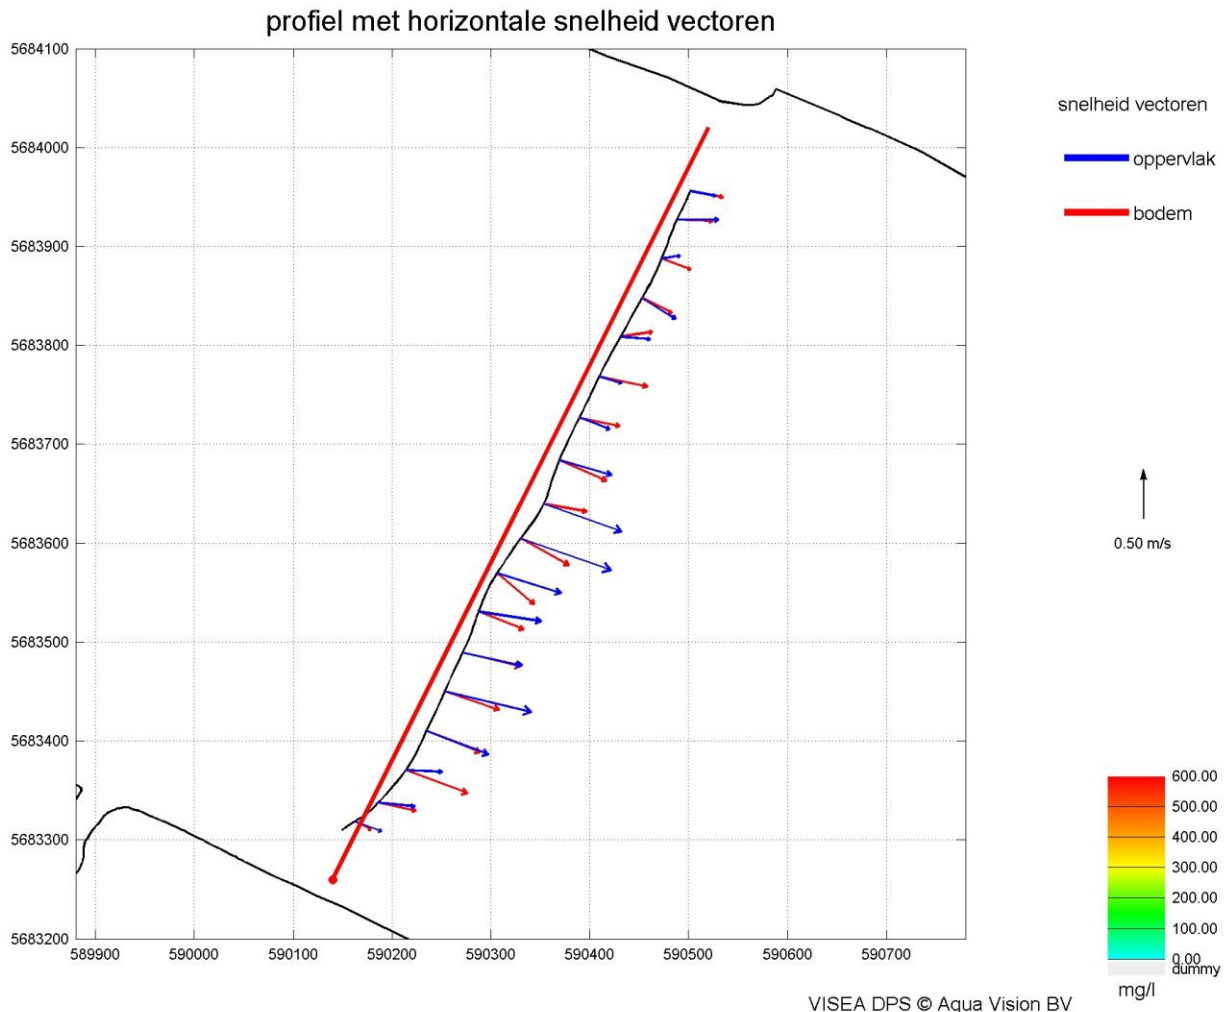 profiel met horizontale snelheid vectoren
5684100
5684000
5683900
5683800
5683700
5683600
5683500
5683400
5683300
5683200
589900 590000 590100 590200 590300 590400 590500 590600 590700
snelheid vectoren
oppervlak
bodem
0.50 m/s
600.00
500.00
400.00
300.00
200.00
100.00
0.00
dummy
mg/l
VISEA DPS © Aqua Vision BV